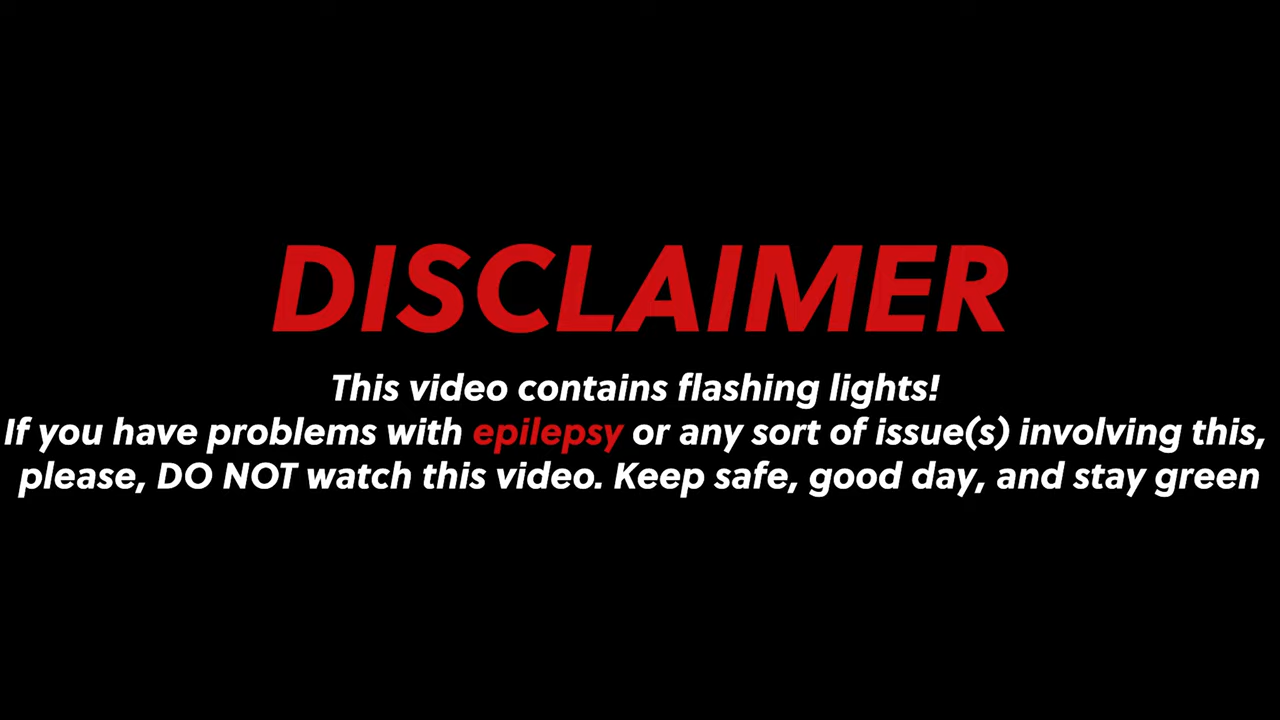 DISCLAIMER
This video contains flashing lights!
If you have problems with epilepsy or any sort of issue(s) involving this,
please, DO NOT watch this video. Keep safe, good day, and stay green